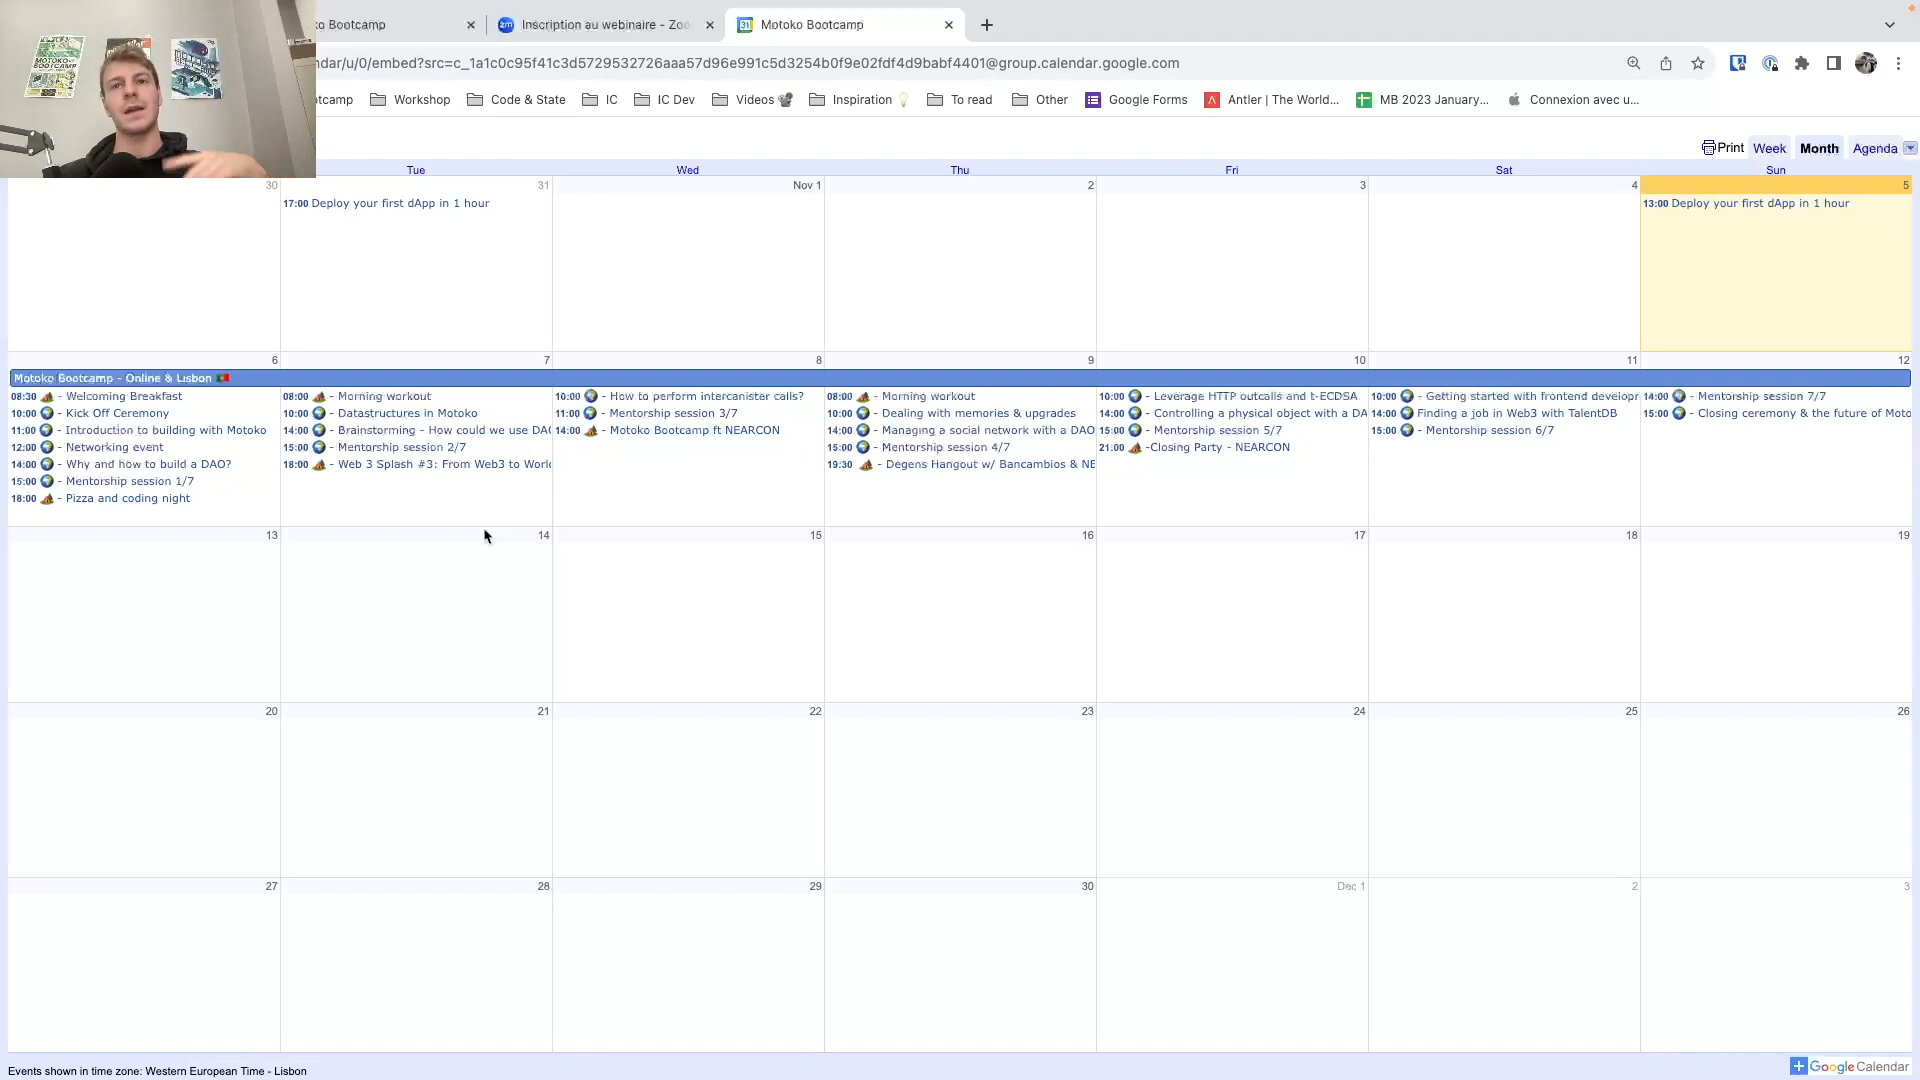 MOTOKO
BOOTCAMP
ko Bootcamp
Inscription au webinaire - Zoo
Motoko Bootcamp
ndar/u/0/embed?src=c_1a1c0c95f41c3d5729532726aaa57d96e991c5d3254b0f9e02fdf4d9babf4401@group.calendar.google.com
otcamp
Workshop
Code & State
IC
IC Dev
Videos
Inspiration
To read
Other
Google Forms
Antler | The World...
MB 2023 January...
Connexion avec u...
Print
Week
Month
Agenda
Tue
Wed
Thu
Fri
Sat
Sun
30
31
Nov 1
2
3
4
5
17:00 Deploy your first dApp in 1 hour
13:00 Deploy your first dApp in 1 hour
6
7
8
9
10
11
12
Motoko Bootcamp - Online & Lisbon 🇵🇹
08:30 🏕️ - Welcoming Breakfast
10:00 🌍 - Kick Off Ceremony
11:00 🌍 - Introduction to building with Motoko
12:00 🌍 - Networking event
14:00 🌍 - Why and how to build a DAO?
15:00 🌍 - Mentorship session 1/7
18:00 🏕️ - Pizza and coding night
08:00 🏕️ - Morning workout
10:00 🌍 - Datastructures in Motoko
14:00 🌍 - Brainstorming - How could we use DAO
15:00 🌍 - Mentorship session 2/7
18:00 🏕️ - Web 3 Splash #3: From Web3 to World
10:00 🌍 - How to perform intercanister calls?
11:00 🌍 - Mentorship session 3/7
14:00 🏕️ - Motoko Bootcamp ft NEARCON
08:00 🏕️ - Morning workout
10:00 🌍 - Dealing with memories & upgrades
14:00 🌍 - Managing a social network with a DAO
15:00 🌍 - Mentorship session 4/7
19:30 🏕️ - Degens Hangout w/ Bancambios & NE
10:00 🌍 - Leverage HTTP outcalls and t-ECDSA
14:00 🌍 - Controlling a physical object with a DA
15:00 🌍 - Mentorship session 5/7
21:00 🏕️ -Closing Party - NEARCON
10:00 🌍 - Getting started with frontend developr
14:00 🌍 Finding a job in Web3 with TalentDB
15:00 🌍 - Mentorship session 6/7
14:00 🌍 - Mentorship session 7/7
15:00 🌍 - Closing ceremony & the future of Moto
13
14
15
16
17
18
19
20
21
22
23
24
25
26
27
28
29
30
Dec 1
2
3
Events shown in time zone: Western European Time - Lisbon
Google Calendar